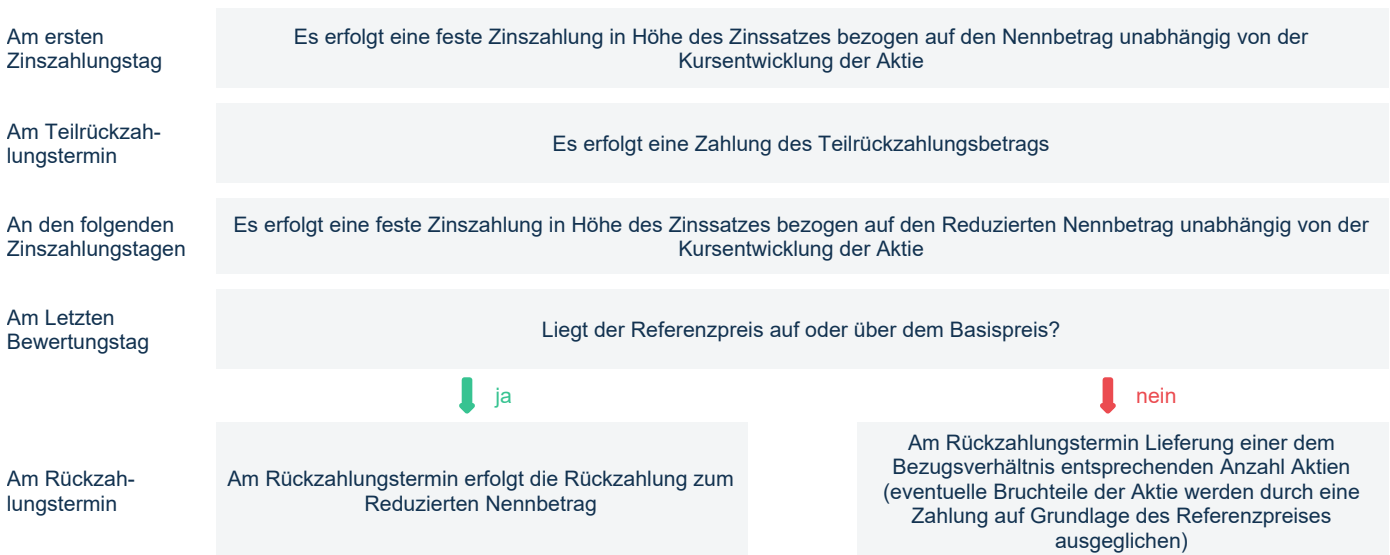 Am ersten
Zinszahlungstag
Es erfolgt eine feste Zinszahlung in Höhe des Zinssatzes bezogen auf den Nennbetrag unabhängig von der
Kursentwicklung der Aktie
Am Teilrückzah-
lungstermin
Es erfolgt eine Zahlung des Teilrückzahlungsbetrags
An den folgenden
Zinszahlungstagen
Es erfolgt eine feste Zinszahlung in Höhe des Zinssatzes bezogen auf den Reduzierten Nennbetrag unabhängig von der
Kursentwicklung der Aktie
Am Letzten
Bewertungstag
Liegt der Referenzpreis auf oder über dem Basispreis?
ja
nein
Am Rückzah-
lungstermin
Am Rückzahlungstermin erfolgt die Rückzahlung zum
Reduzierten Nennbetrag
Am Rückzahlungstermin Lieferung einer dem
Bezugsverhältnis entsprechenden Anzahl Aktien
(eventuelle Bruchteile der Aktie werden durch eine
Zahlung auf Grundlage des Referenzpreises
ausgeglichen)